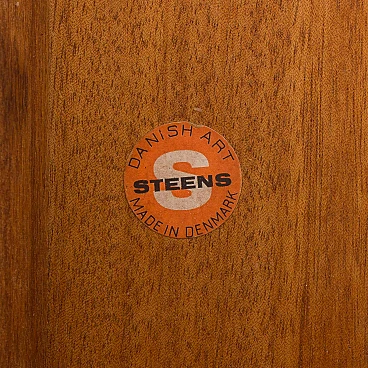 DANISH ART
S
STEENS
MADE IN DENMARK